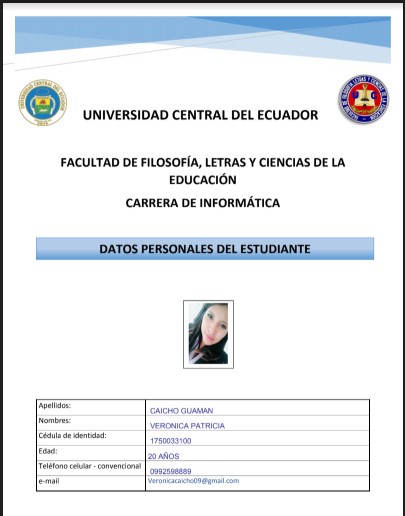 UNIVERSIDAD CENTRAL DEL ECUADOR
FACULTAD DE FILOSOFÍA, LETRAS Y CIENCIAS DE LA
EDUCACIÓN
CARRERA DE INFORMÁTICA
DATOS PERSONALES DEL ESTUDIANTE
Apellidos: CAICHO GUAMAN
Nombres: VERONICA PATRICIA
Cédula de identidad: 1750033100
Edad: 20 AÑOS
Teléfono celular - convencional 0992598889
e-mail Veronicacaicho09@gmail.com